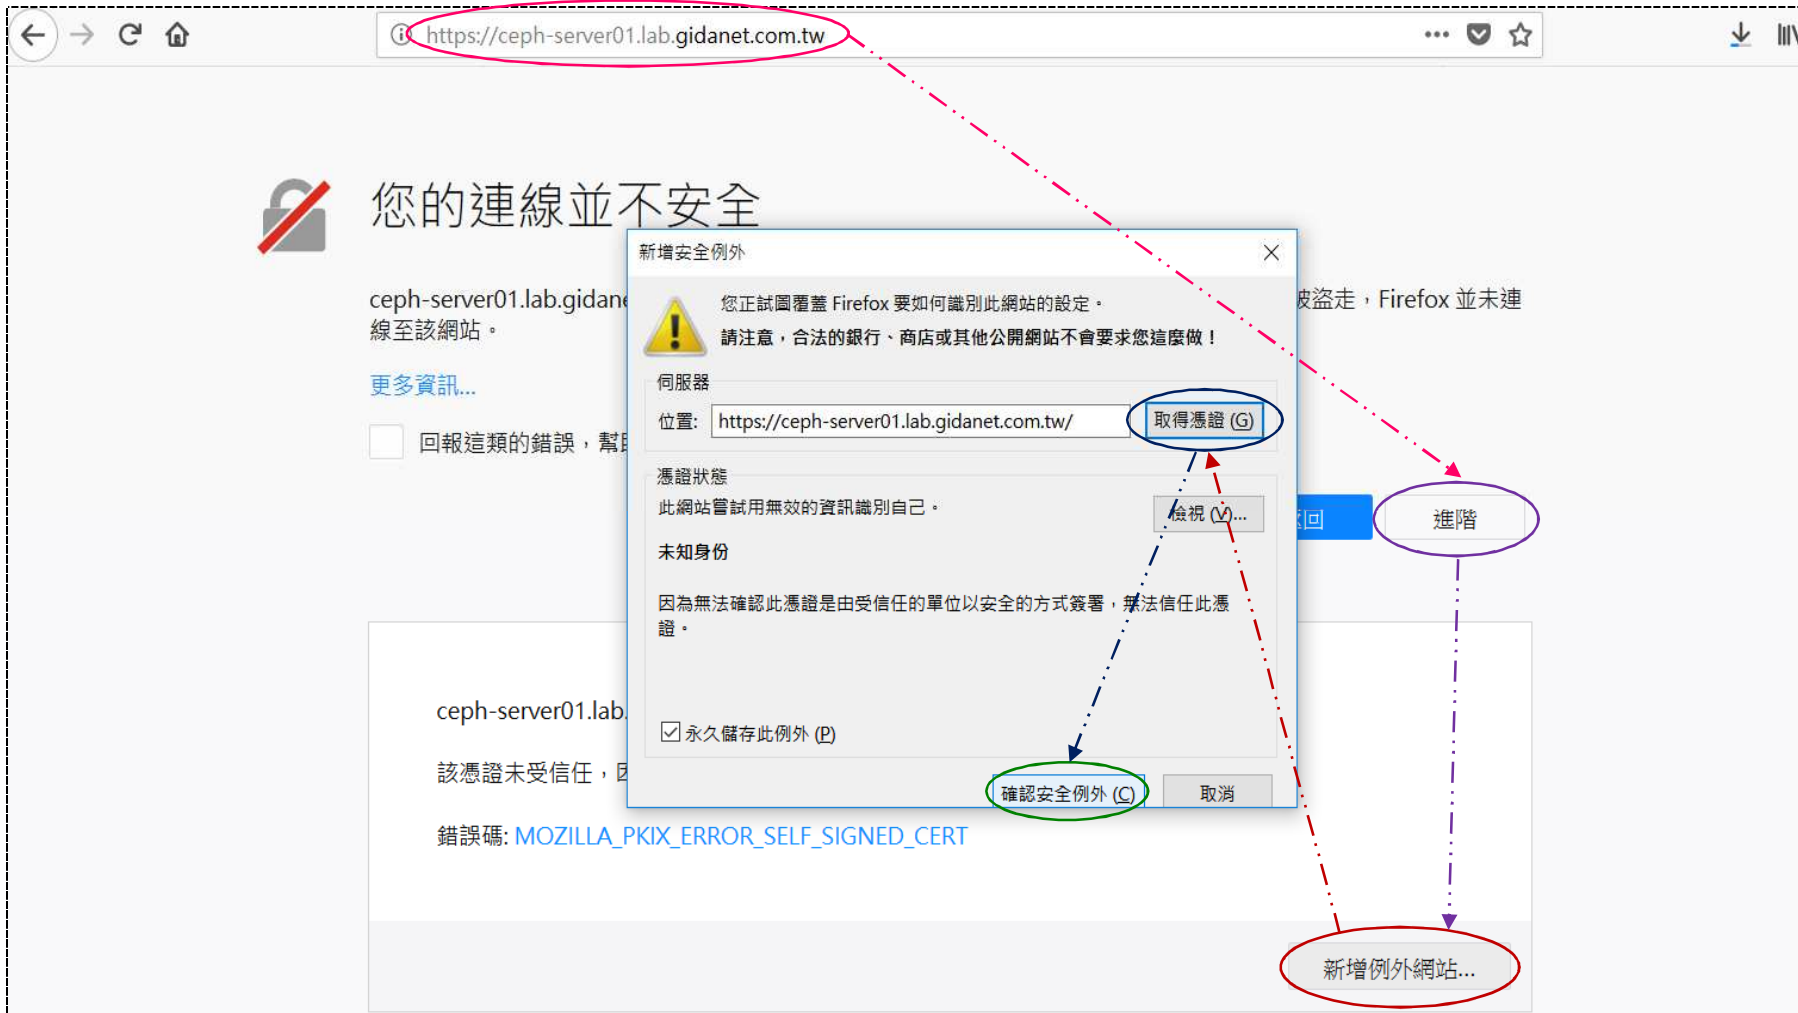 https://ceph-server01.lab.gidanet.com.tw
您的連線並不安全
ceph-server01.lab.gidane
被盜走，Firefox 並未連
線至該網站。
更多資訊...
回報這類的錯誤，幫
返回
進階
新增安全例外
您正試圖覆蓋 Firefox 要如何識別此網站的設定。
請注意，合法的銀行、商店或其他公開網站不會要求您這麼做！
伺服器
位置: https://ceph-server01.lab.gidanet.com.tw/ 取得憑證 (G)
憑證狀態
此網站嘗試用無效的資訊識別自己。
檢視 (V)...
未知身份
因為無法確認此憑證是由受信任的單位以安全的方式簽署，無法信任此憑
證。
永久儲存此例外 (P)
確認安全例外 (C) 取消
ceph-server01.lab.
該憑證未受信任，因
錯誤碼: MOZILLA_PKIX_ERROR_SELF_SIGNED_CERT
新增例外網站...